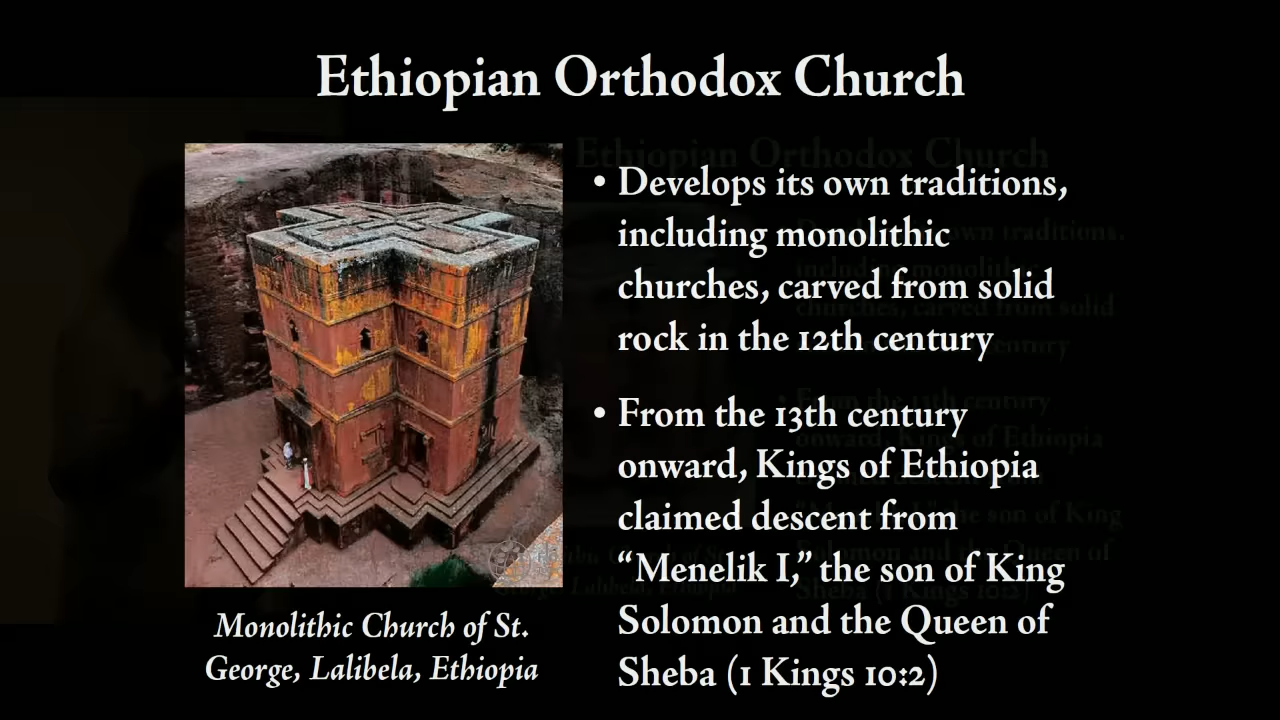 Ethiopian Orthodox Church
• Develops its own traditions,
including monolithic
churches, carved from solid
rock in the 12th century
• From the 13th century
onward, Kings of Ethiopia
claimed descent from
“Menelik I,” the son of King
Solomon and the Queen of
Sheba (1 Kings 10:2)
Monolithic Church of St.
George, Lalibela, Ethiopia